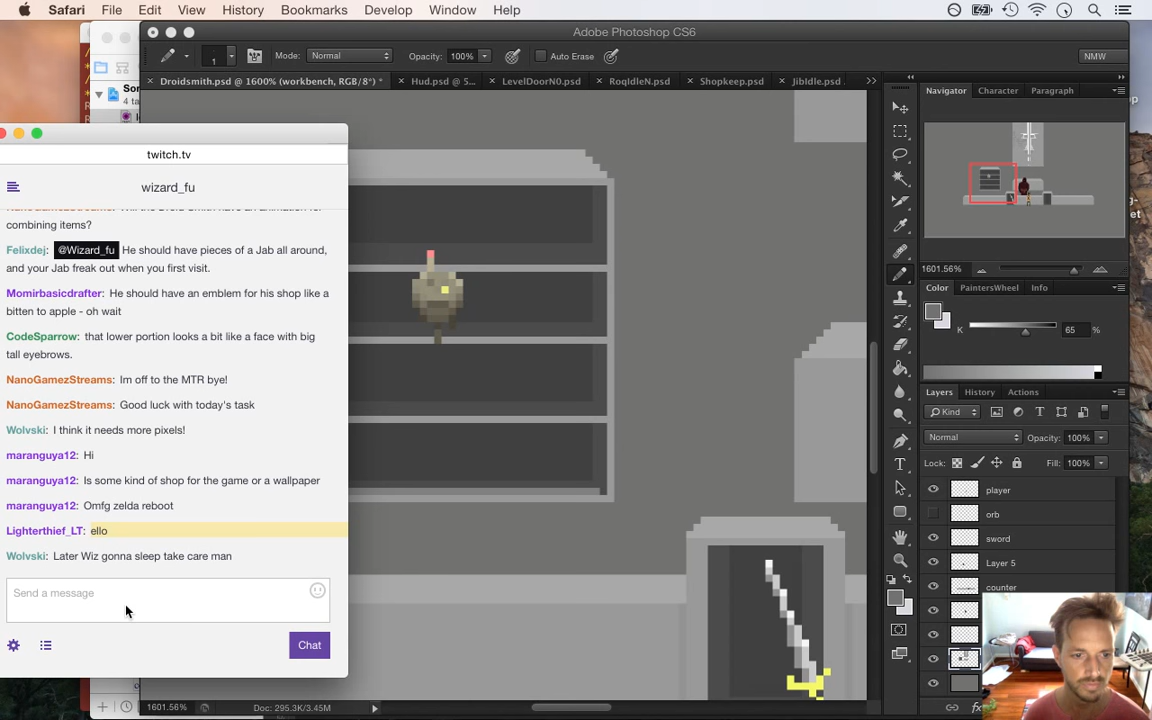 Safari File Edit View History Bookmarks Develop Window Help
Adobe Photoshop CS6
1 Mode: Normal Opacity: 100% Auto Erase NMW
Droidsmith.psd @ 1600% (workbench, RGB/8*) * Hud.psd @ 5... LevelDoorN0.psd RoqIdleN.psd Shopkeep.psd JibIdle.psd
Navigator Character Paragraph
4 ta
twitch.tv
wizard_fu
combining items?
Felixdej: @Wizard_fu He should have pieces of a Jab all around,
and your Jab freak out when you first visit.
Momirbasicdrafter: He should have an emblem for his shop like a
bitten to apple - oh wait
CodeSparrow: that lower portion looks a bit like a face with big
tall eyebrows.
NanoGamezStreams: Im off to the MTR bye!
NanoGamezStreams: Good luck with today's task
Wolvski: I think it needs more pixels!
maranguya12: Hi
maranguya12: Is some kind of shop for the game or a wallpaper
maranguya12: Omfg zelda reboot
Lighterthief_LT: ello
Wolvski: Later Wiz gonna sleep take care man
Send a message
Chat
1601.56%
Color PaintersWheel Info
K 65 %
Layers History Actions
Kind
Normal Opacity: 100%
Lock: Fill: 100%
player
orb
sword
Layer 5
counter
fx
1601.56% Doc: 295.3K/3.45M